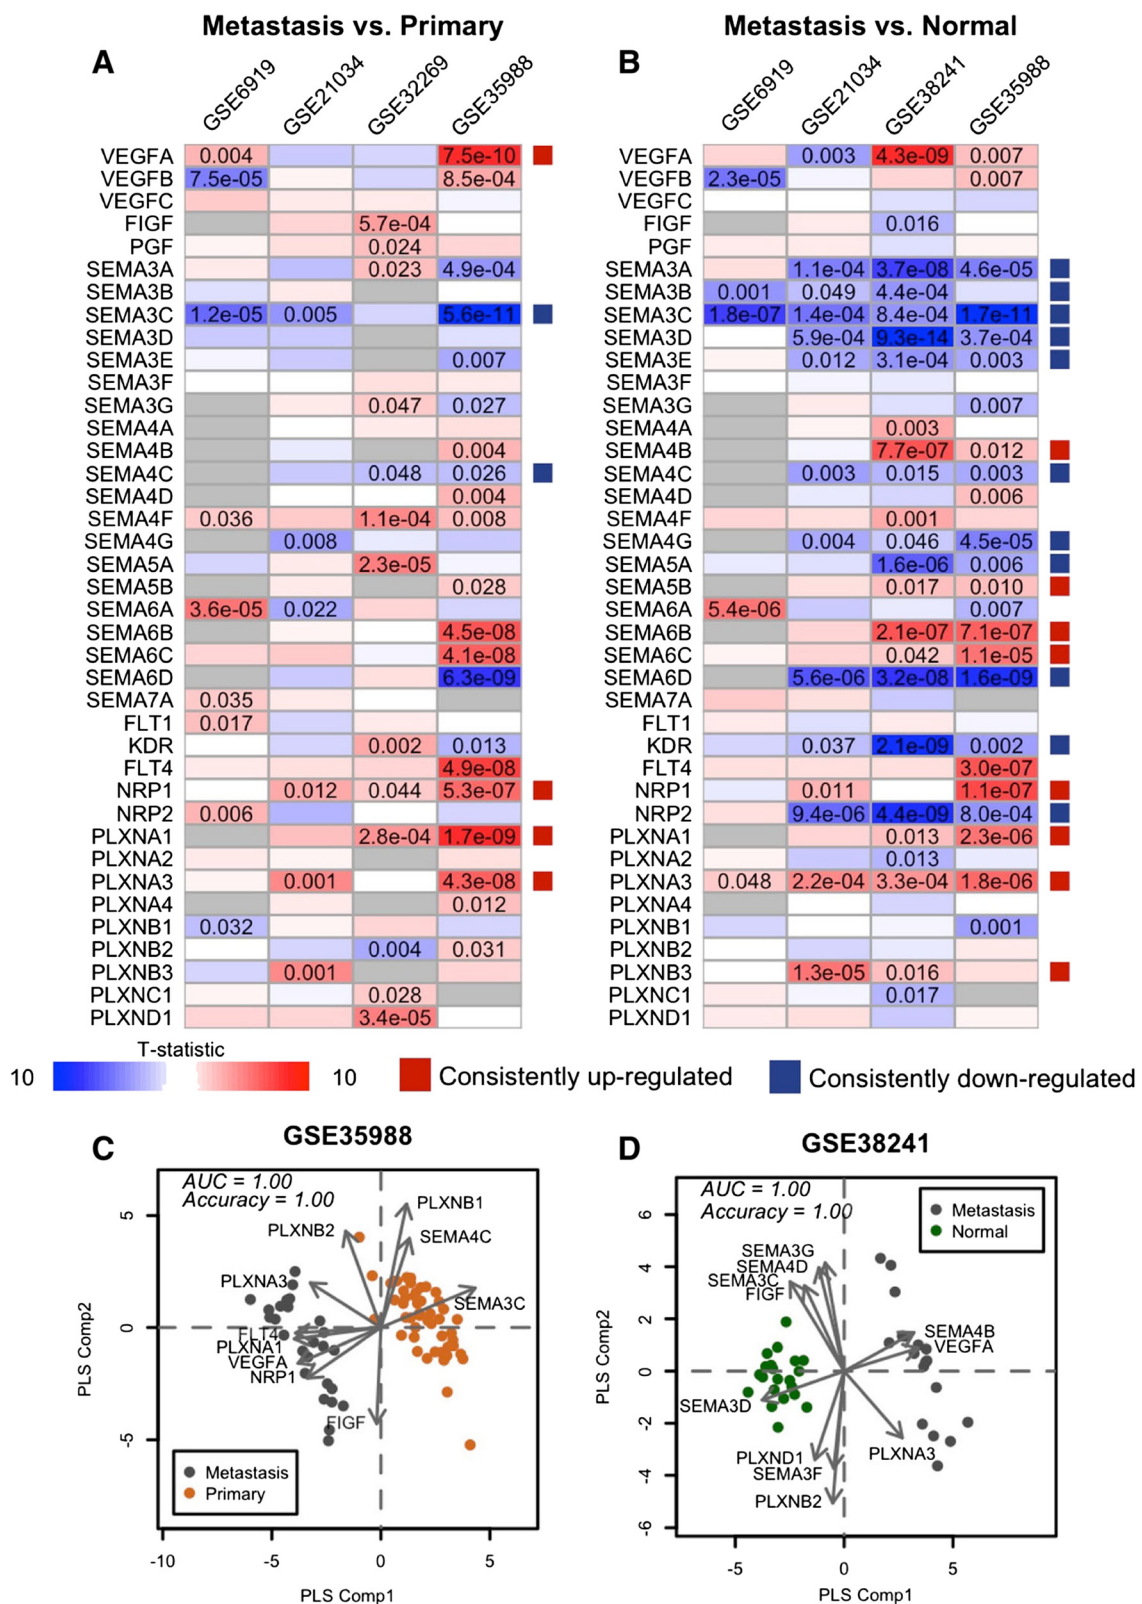 Metastasis vs. Primary
A
GSE6919 GSE21034 GSE32269 GSE35988
VEGFA 0.004 7.5e-10
VEGFB 7.5e-05 8.5e-04
VEGFC
FIGF 5.7e-04
PGF 0.024
SEMA3A 0.023 4.9e-04
SEMA3B
SEMA3C 1.2e-05 0.005 5.6e-11
SEMA3D
SEMA3E 0.007
SEMA3F
SEMA3G 0.047 0.027
SEMA4A
SEMA4B 0.004
SEMA4C 0.048 0.026
SEMA4D 0.004
SEMA4F 0.036 1.1e-04 0.008
SEMA4G 0.008
SEMA5A 2.3e-05
SEMA5B 0.028
SEMA6A 3.6e-05 0.022
SEMA6B 4.5e-08
SEMA6C 4.1e-08
SEMA6D 6.3e-09
SEMA7A 0.035
FLT1 0.017
KDR 0.002 0.013
FLT4 4.9e-08
NRP1 0.012 0.044 5.3e-07
NRP2 0.006
PLXNA1 2.8e-04 1.7e-09
PLXNA2
PLXNA3 0.001 4.3e-08
PLXNA4 0.012
PLXNB1 0.032
PLXNB2 0.004 0.031
PLXNB3 0.001
PLXNC1 0.028
PLXND1 3.4e-05
Metastasis vs. Normal
B
GSE6919 GSE21034 GSE38241 GSE35988
VEGFA 0.003 4.3e-09 0.007
VEGFB 2.3e-05 0.007
VEGFC
FIGF 0.016
PGF
SEMA3A 1.1e-04 3.7e-08 4.6e-05
SEMA3B 0.001 0.049 4.4e-04
SEMA3C 1.8e-07 1.4e-04 8.4e-04 1.7e-11
SEMA3D 5.9e-04 9.3e-14 3.7e-04
SEMA3E 0.012 3.1e-04 0.003
SEMA3F
SEMA3G 0.007
SEMA4A 0.003
SEMA4B 7.7e-07 0.012
SEMA4C 0.003 0.015 0.003
SEMA4D 0.006
SEMA4F 0.001
SEMA4G 0.004 0.046 4.5e-05
SEMA5A 1.6e-06 0.006
SEMA5B 0.017 0.010
SEMA6A 5.4e-06 0.007
SEMA6B 2.1e-07 7.1e-07
SEMA6C 0.042 1.1e-05
SEMA6D 5.6e-06 3.2e-08 1.6e-09
SEMA7A
FLT1
KDR 0.037 2.1e-09 0.002
FLT4 3.0e-07
NRP1 0.011 1.1e-07
NRP2 9.4e-06 4.4e-09 8.0e-04
PLXNA1 0.013 2.3e-06
PLXNA2 0.013
PLXNA3 0.048 2.2e-04 3.3e-04 1.8e-06
PLXNA4
PLXNB1 0.001
PLXNB2
PLXNB3 1.3e-05 0.016
PLXNC1 0.017
PLXND1
T-statistic
10 10 Consistently up-regulated Consistently down-regulated
C
GSE35988
AUC = 1.00
Accuracy = 1.00
PLXNB1
PLXNB2
SEMA4C
PLXNA3
SEMA3C
FLT4
PLXNA1
VEGFA
NRP1
FIGF
Metastasis
Primary
5
0
-5
PLS Comp2
-10 -5 0 5
PLS Comp1
D
GSE38241
AUC = 1.00
Accuracy = 1.00
Metastasis
Normal
SEMA3G
SEMA4D
SEMA3C
FIGF
SEMA4B
VEGFA
SEMA3D
PLXNA3
PLXND1
SEMA3F
PLXNB2
6
4
2
0
-2
-4
-6
PLS Comp2
-5 0 5
PLS Comp1